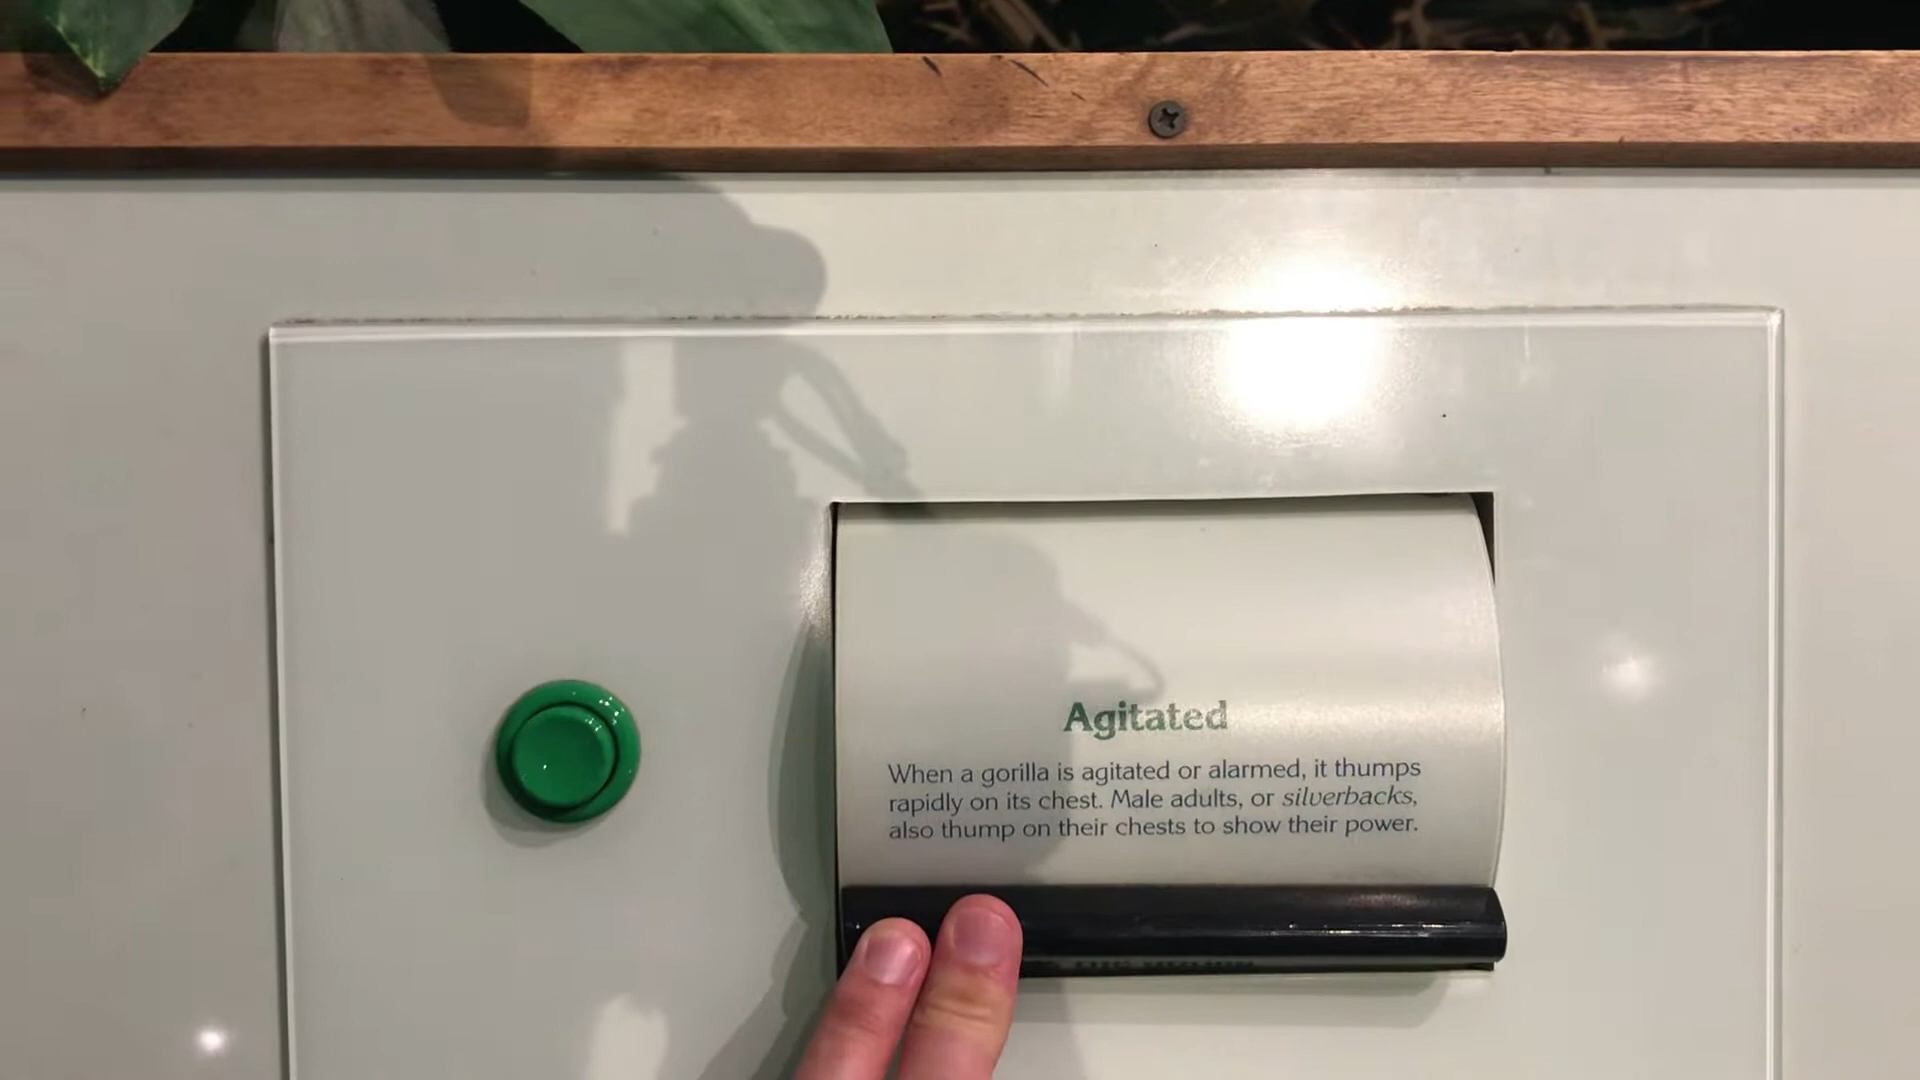 Agitated
When a gorilla is agitated or alarmed, it thumps
rapidly on its chest. Male adults, or silverbacks,
also thump on their chests to show their power.